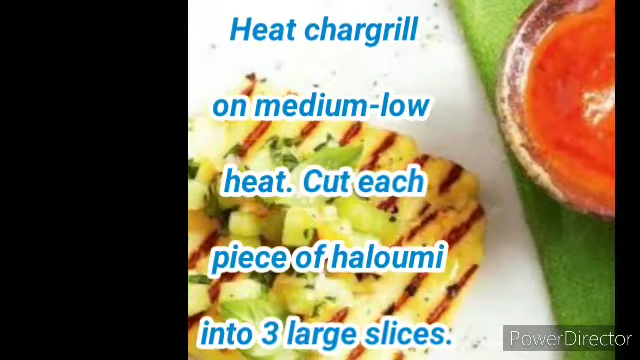 Heat chargrill
on medium-low
heat. Cut each
piece of haloumi
into 3 large slices.
PowerDirector